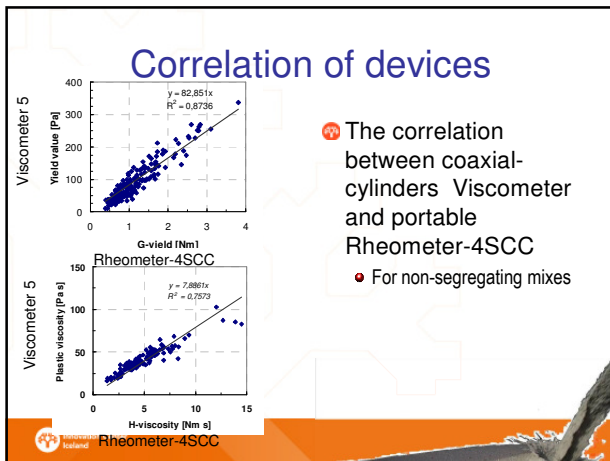 Correlation of devices
Viscometer 5
Yield value [Pa]
400
300
200
100
0
y = 82,851x
R² = 0,8736
0 1 2 3 4
G-yield [Nm]
Rheometer-4SCC
Viscometer 5
Plastic viscosity [Pa s]
150
100
50
0
y = 7,8861x
R² = 0,7573
0 5 10 15
H-viscosity [Nm s]
Rheometer-4SCC
The correlation
between coaxial-
cylinders Viscometer
and portable
Rheometer-4SCC
For non-segregating mixes
Iceland